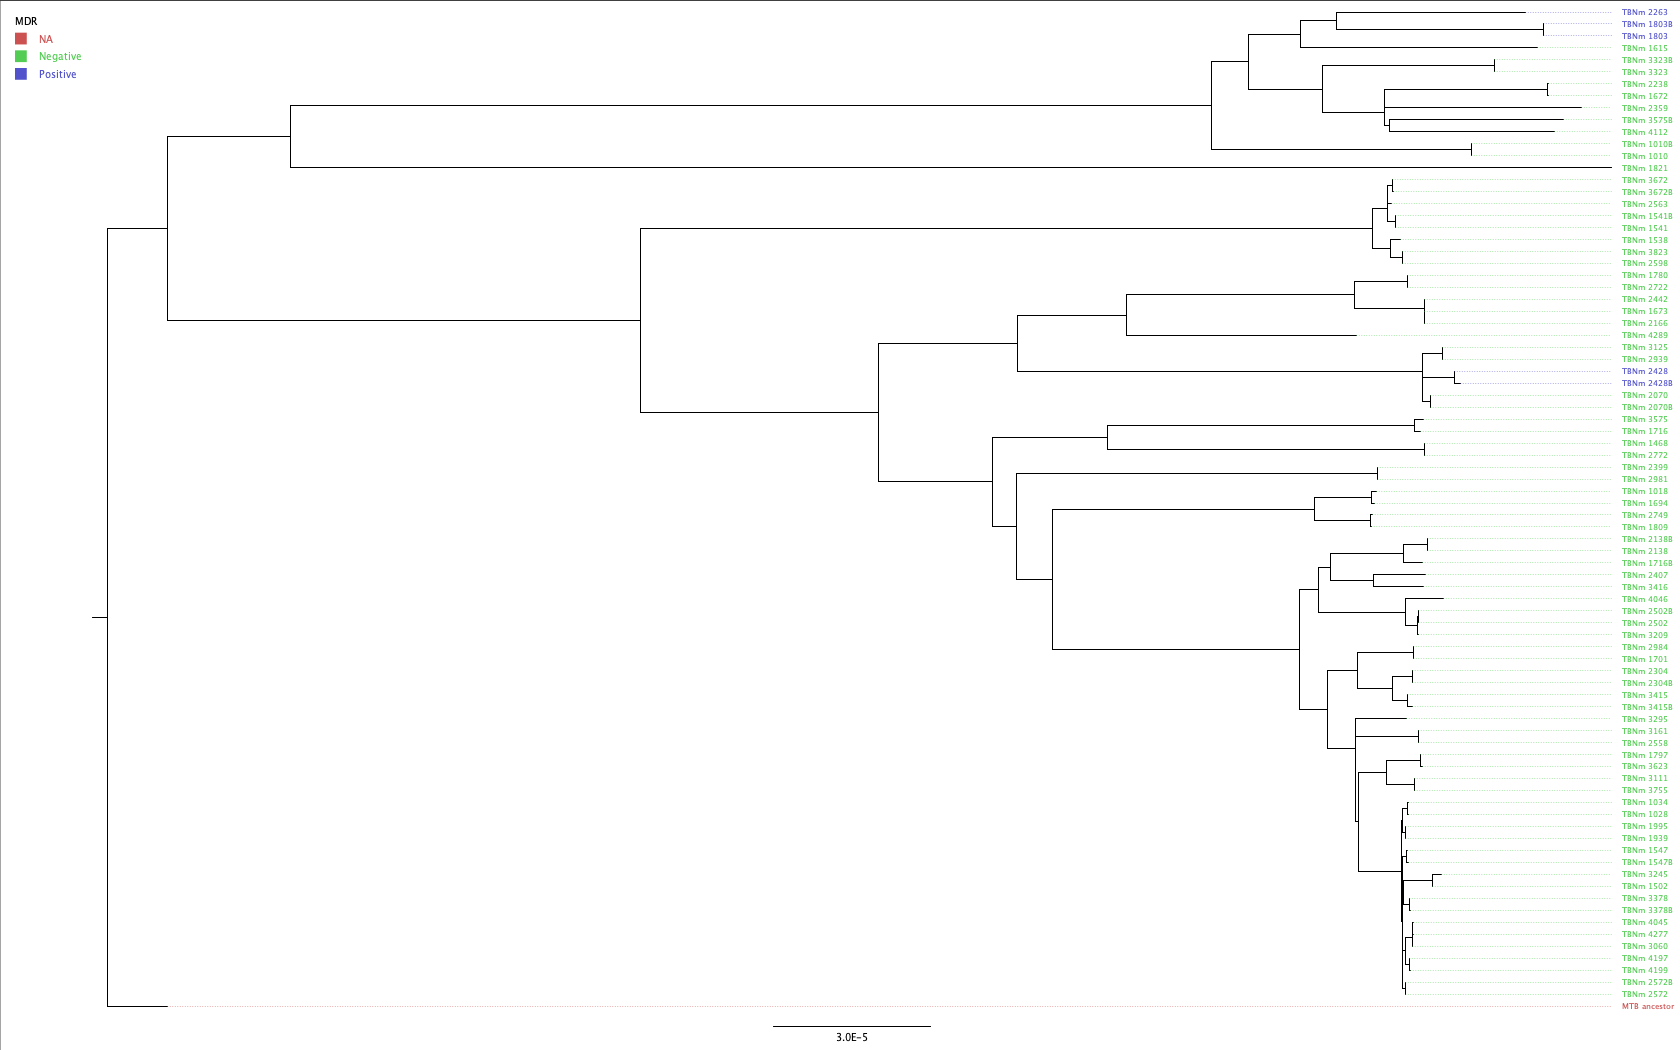 MDR
NA
Negative
Positive
TBNm 2263
TBNm 1803B
TBNm 1803
TBNm 1615
TBNm 3323B
TBNm 3323
TBNm 2238
TBNm 1672
TBNm 2359
TBNm 3575B
TBNm 4112
TBNm 1010B
TBNm 1010
TBNm 1821
TBNm 3672
TBNm 3672B
TBNm 2563
TBNm 1541B
TBNm 1541
TBNm 1538
TBNm 3823
TBNm 2598
TBNm 1780
TBNm 2722
TBNm 2442
TBNm 1673
TBNm 2166
TBNm 4289
TBNm 3125
TBNm 2939
TBNm 2428
TBNm 2428B
TBNm 2070
TBNm 2070B
TBNm 3575
TBNm 1716
TBNm 1468
TBNm 2772
TBNm 2399
TBNm 2981
TBNm 1018
TBNm 1694
TBNm 2749
TBNm 1809
TBNm 2138B
TBNm 2138
TBNm 1716B
TBNm 2407
TBNm 3416
TBNm 4046
TBNm 2502B
TBNm 2502
TBNm 3209
TBNm 2984
TBNm 1701
TBNm 2304
TBNm 2304B
TBNm 3415
TBNm 3415B
TBNm 3295
TBNm 3161
TBNm 2558
TBNm 1797
TBNm 3623
TBNm 3111
TBNm 3755
TBNm 1034
TBNm 1028
TBNm 1995
TBNm 1939
TBNm 1547
TBNm 1547B
TBNm 3245
TBNm 1502
TBNm 3378
TBNm 3378B
TBNm 4045
TBNm 4277
TBNm 3060
TBNm 4197
TBNm 4199
TBNm 2572B
TBNm 2572
MTB ancestor
3.0E-5